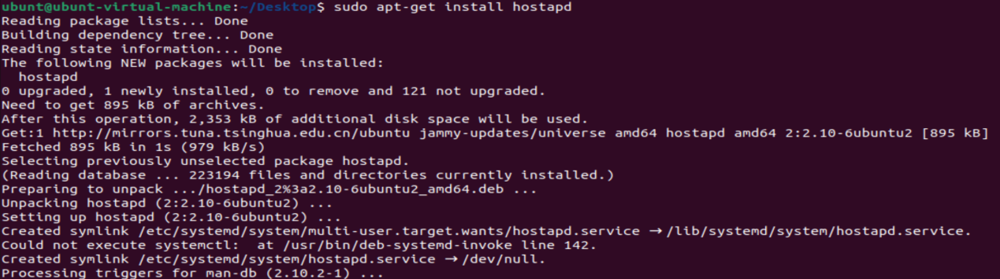 ubunt@ubunt-virtual-machine:~/Desktop$ sudo apt-get install hostapd
Reading package lists... Done
Building dependency tree... Done
Reading state information... Done
The following NEW packages will be installed:
  hostapd
0 upgraded, 1 newly installed, 0 to remove and 121 not upgraded.
Need to get 895 kB of archives.
After this operation, 2,353 kB of additional disk space will be used.
Get:1 http://mirrors.tuna.tsinghua.edu.cn/ubuntu jammy-updates/universe amd64 hostapd amd64 2:2.10-6ubuntu2 [895 kB]
Fetched 895 kB in 1s (979 kB/s)
Selecting previously unselected package hostapd.
(Reading database ... 223194 files and directories currently installed.)
Preparing to unpack .../hostapd_2%3a2.10-6ubuntu2_amd64.deb ...
Unpacking hostapd (2:2.10-6ubuntu2) ...
Setting up hostapd (2:2.10-6ubuntu2) ...
Created symlink /etc/systemd/system/multi-user.target.wants/hostapd.service → /lib/systemd/system/hostapd.service.
Could not execute systemctl:  at /usr/bin/deb-systemd-invoke line 142.
Created symlink /etc/systemd/system/hostapd.service → /dev/null.
Processing triggers for man-db (2.10.2-1) ...